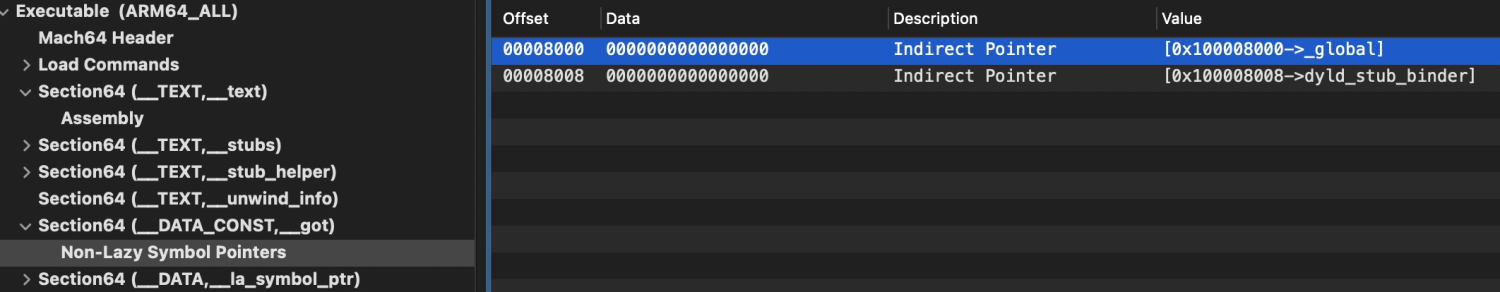 Executable (ARM64_ALL)
Mach64 Header
Load Commands
Section64 (__TEXT,__text)
Assembly
Section64 (__TEXT,__stubs)
Section64 (__TEXT,__stub_helper)
Section64 (__TEXT,__unwind_info)
Section64 (__DATA_CONST,__got)
Non-Lazy Symbol Pointers
Section64 (__DATA,__la_symbol_ptr)
Offset Data Description Value
00008000 0000000000000000 Indirect Pointer [0x100008000->_global]
00008008 0000000000000000 Indirect Pointer [0x100008008->dyld_stub_binder]